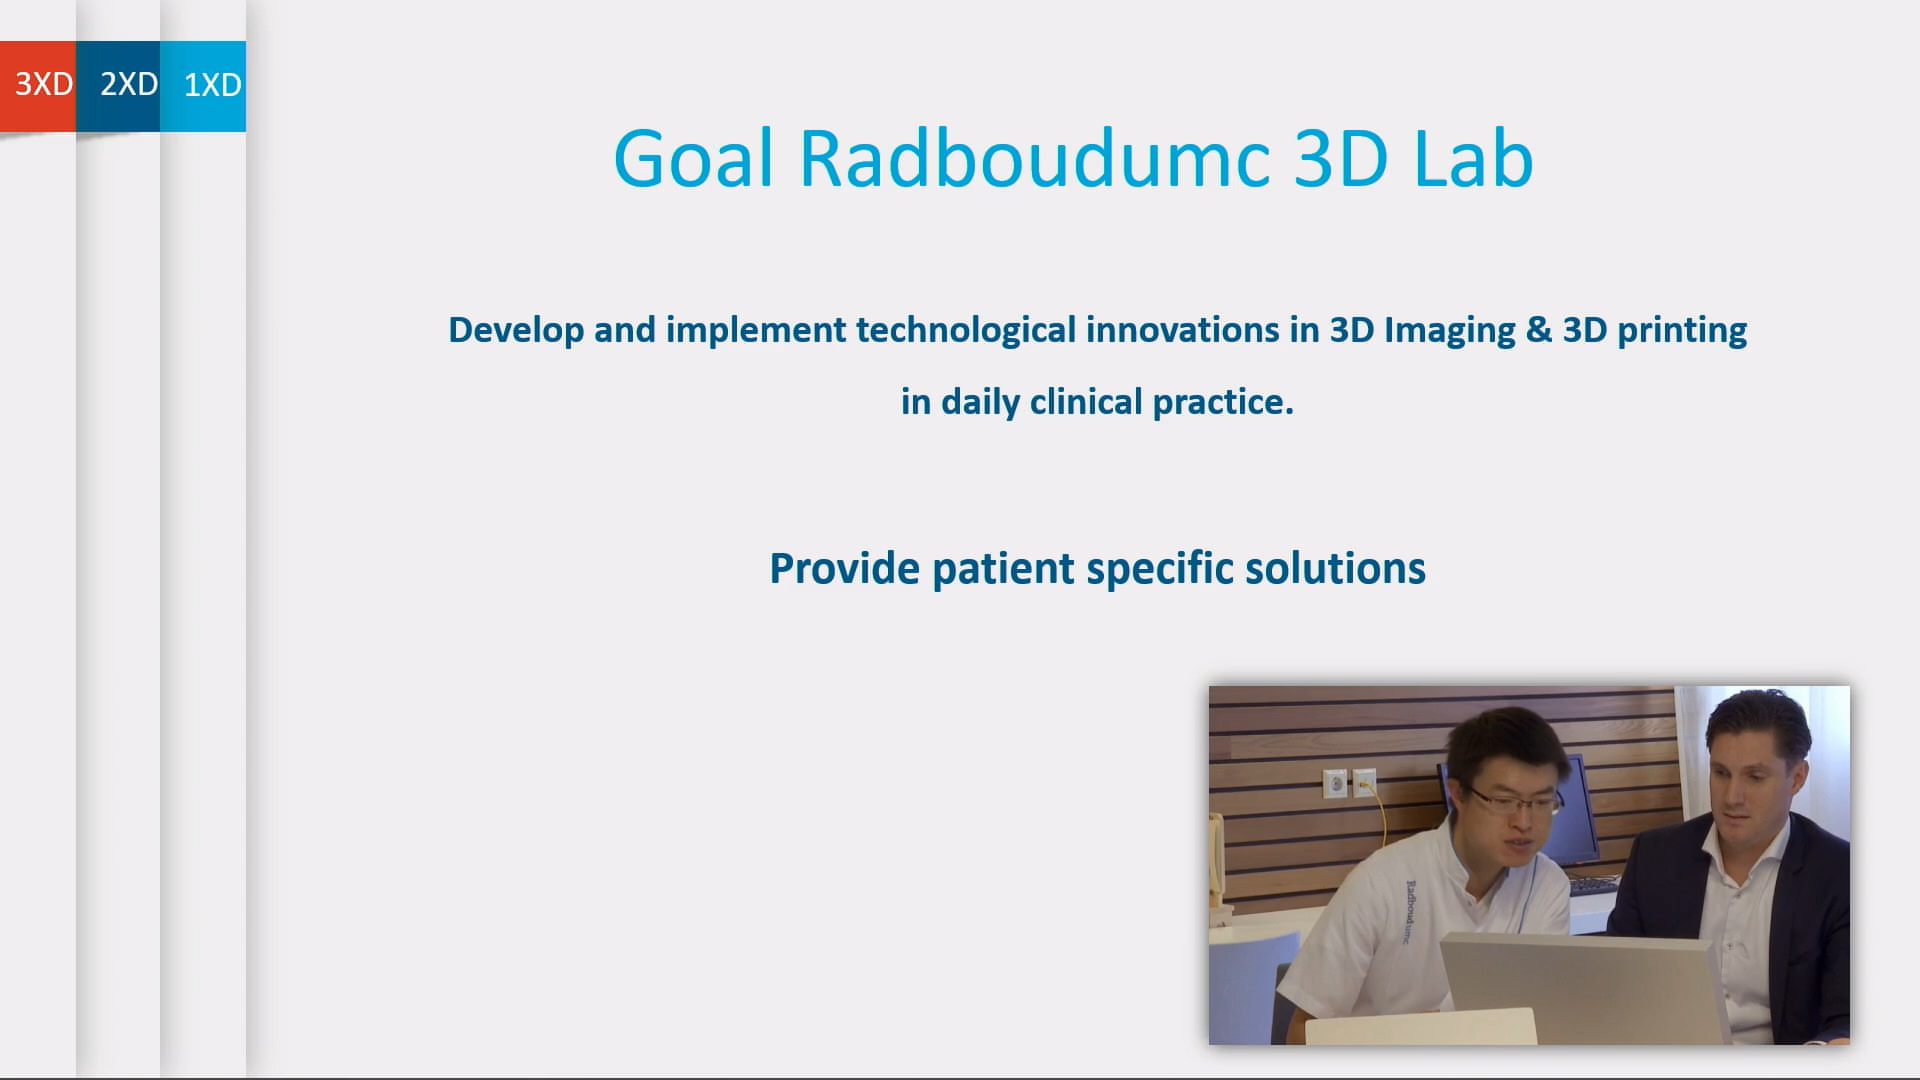 3XD 2XD 1XD
Goal Radboudumc 3D Lab
Develop and implement technological innovations in 3D Imaging & 3D printing
in daily clinical practice.
Provide patient specific solutions
Radboudumc